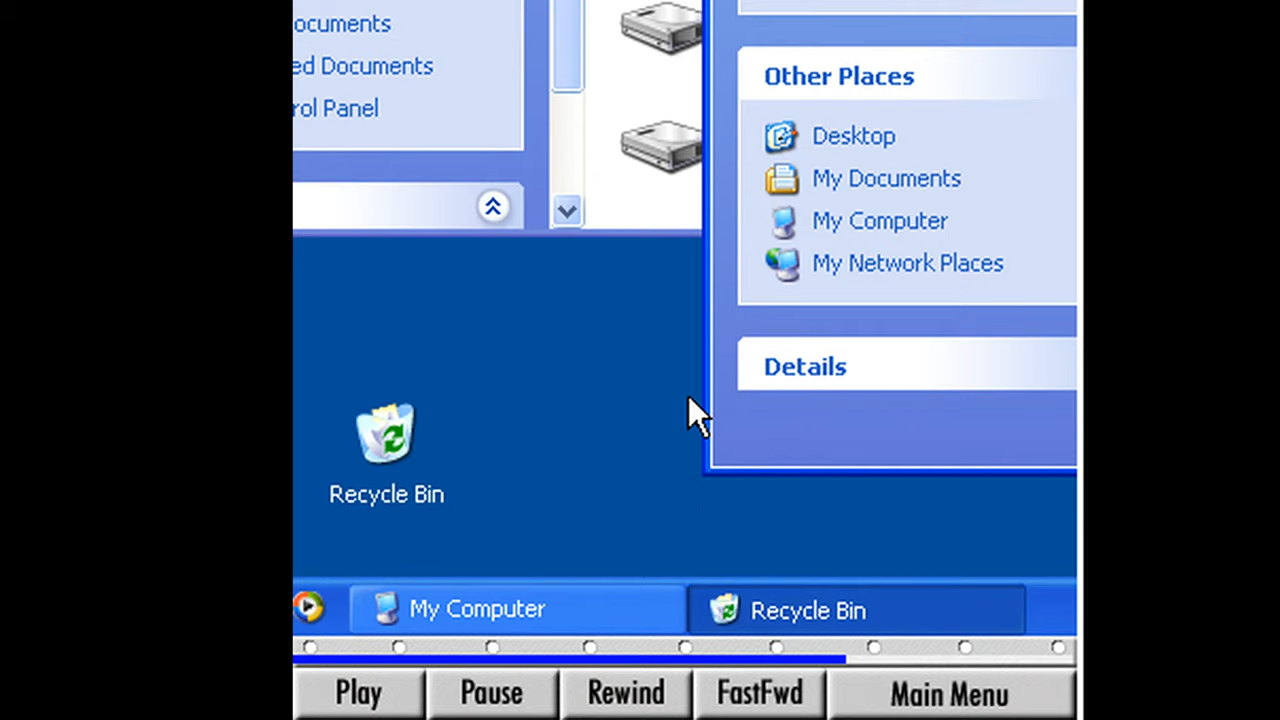 ocuments
ed Documents
rol Panel
Other Places
Desktop
My Documents
My Computer
My Network Places
Details
Recycle Bin
My Computer
Recycle Bin
Play
Pause
Rewind
FastFwd
Main Menu